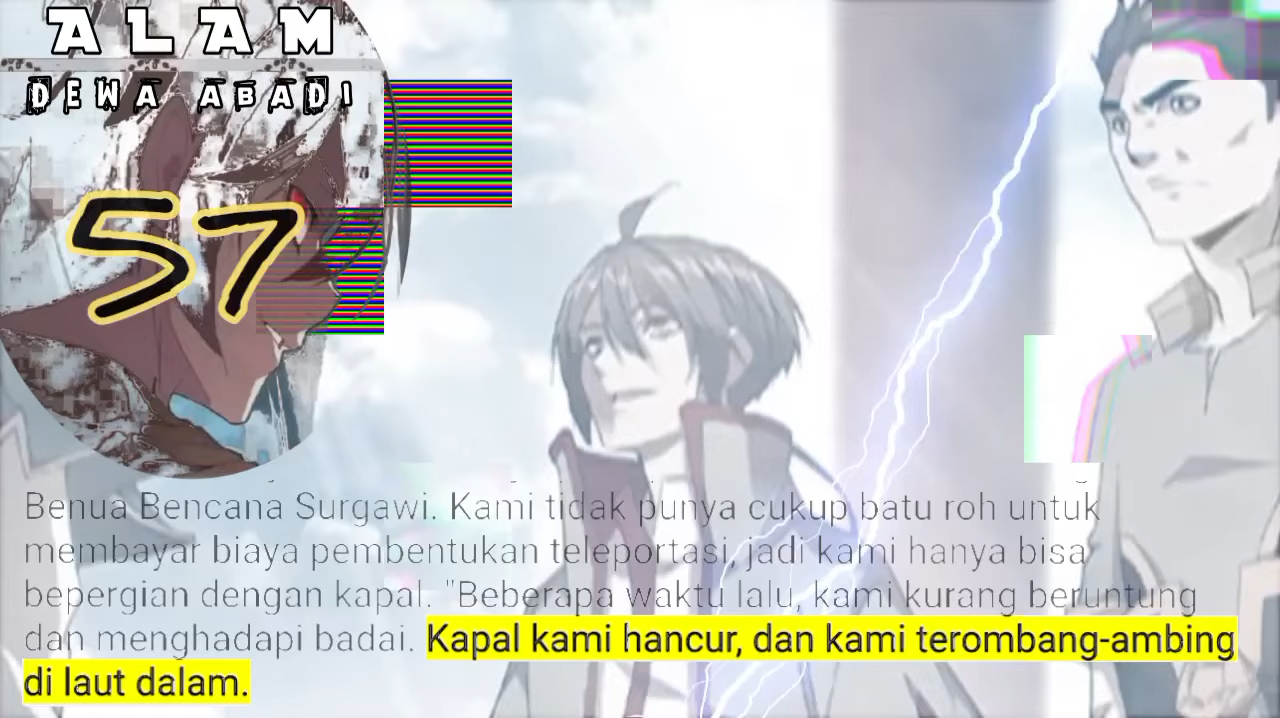 ALAM
DEWA ABADI
57
Benua Bencana Surgawi. Kami tidak punya cukup batu roh untuk
membayar biaya pembentukan teleportasi, jadi kami hanya bisa
bepergian dengan kapal. "Beberapa waktu lalu, kami kurang beruntung
dan menghadapi badai. Kapal kami hancur, dan kami terombang-ambing
di laut dalam.